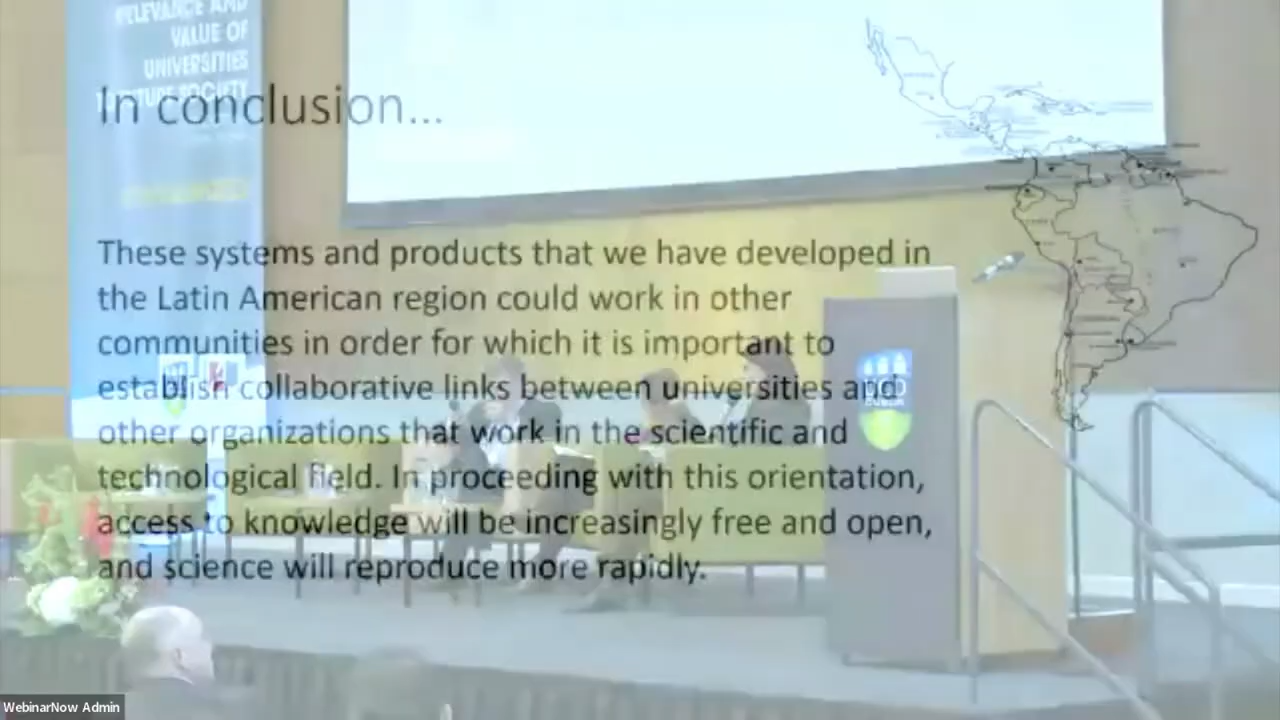 RELEVANCE AND
VALUE OF
UNIVERSITIES
In conclusion...
These systems and products that we have developed in
the Latin American region could work in other
communities in order for which it is important to
establish collaborative links between universities and
other organizations that work in the scientific and
technological field. In proceeding with this orientation,
access to knowledge will be increasingly free and open,
and science will reproduce more rapidly.
WebinarNow Admin